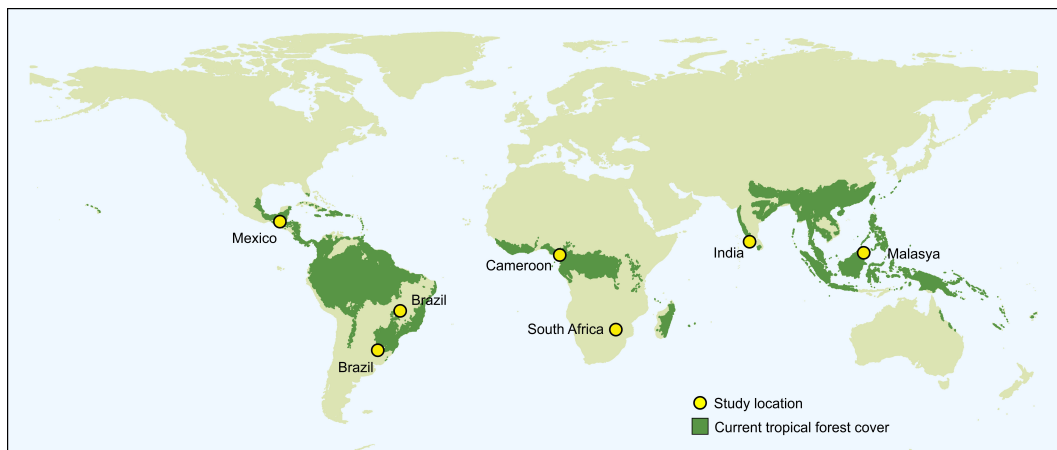 Mexico
Cameroon
India
Malasya
Brazil
South Africa
Brazil
Study location
Current tropical forest cover